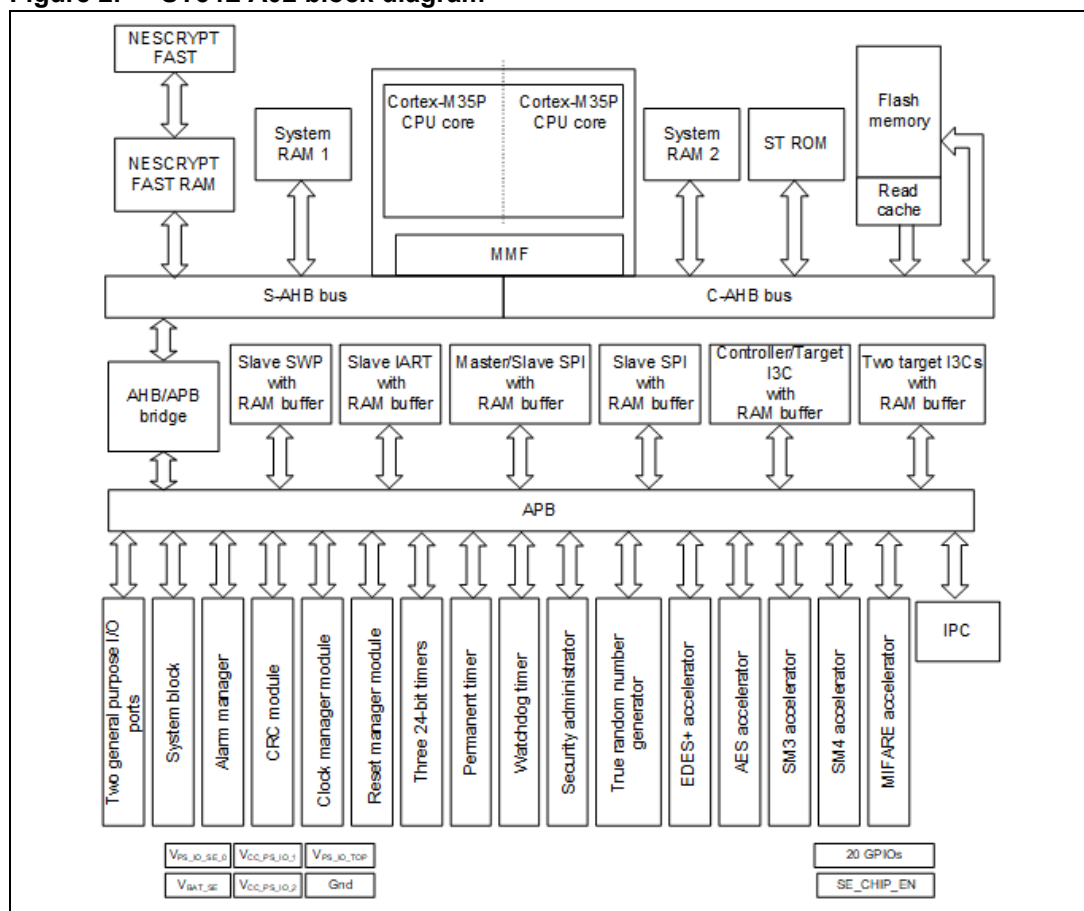 NESCRYPT
FAST
NESCRYPT
FAST RAM
System
RAM 1
Cortex-M35P
CPU core
Cortex-M35P
CPU core
MMF
System
RAM 2
ST ROM
Flash
memory
Read
cache
S-AHB bus
C-AHB bus
AHB/APB
bridge
Slave SWP
with
RAM buffer
Slave IART
with
RAM buffer
Master/Slave SPI
with
RAM buffer
Slave SPI
with
RAM buffer
Controller/Target
I3C
with
RAM buffer
Two target I3Cs
with
RAM buffer
APB
Two general purpose I/O
ports
System block
Alarm manager
CRC module
Clock manager module
Reset manager module
Three 24-bit timers
Permanent timer
Watchdog timer
Security administrator
True random number
generator
EDES+ accelerator
AES accelerator
SM3 accelerator
SM4 accelerator
MIFARE accelerator
IPC
VPS_IO_SE_0
VCC_PS_IO_1
VPS_IO_TOP
VBAT_SE
VCC_PS_IO_2
Gnd
20 GPIOs
SE_CHIP_EN